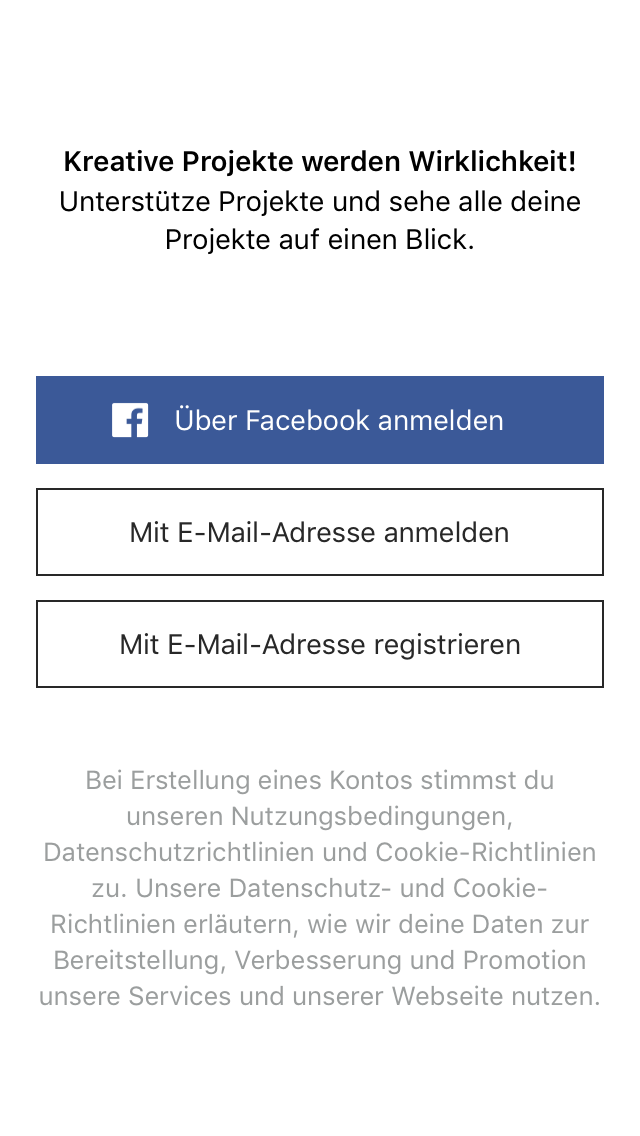 Kreative Projekte werden Wirklichkeit!
Unterstütze Projekte und sehe alle deine
Projekte auf einen Blick.
Über Facebook anmelden
Mit E-Mail-Adresse anmelden
Mit E-Mail-Adresse registrieren
Bei Erstellung eines Kontos stimmst du
unseren Nutzungsbedingungen,
Datenschutzrichtlinien und Cookie-Richtlinien
zu. Unsere Datenschutz- und Cookie-
Richtlinien erläutern, wie wir deine Daten zur
Bereitstellung, Verbesserung und Promotion
unsere Services und unserer Webseite nutzen.